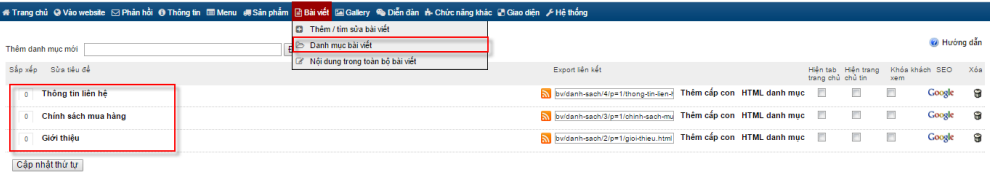 Trang chủ Vào website Phản hồi Thông tin Menu Sản phẩm Bài viết Gallery Diễn đàn Chức năng khác Giao diện Hệ thống
Thêm / tìm sửa bài viết
Danh mục bài viết
Nội dung trong toàn bộ bài viết
Hướng dẫn
Thêm danh mục mới
Sắp xếp Sửa tiêu đề Export liên kết Hiện tab trang chủ Hiện trang chủ tin Khóa khách xem SEO Xóa
0 Thông tin liên hệ bv/danh-sach/4/p=1/thong-tin-lien-h Thêm cấp con HTML danh mục Google
0 Chính sách mua hàng bv/danh-sach/3/p=1/chinh-sach-mu Thêm cấp con HTML danh mục Google
0 Giới thiệu bv/danh-sach/2/p=1/gioi-thieu.html Thêm cấp con HTML danh mục Google
Cập nhật thứ tự